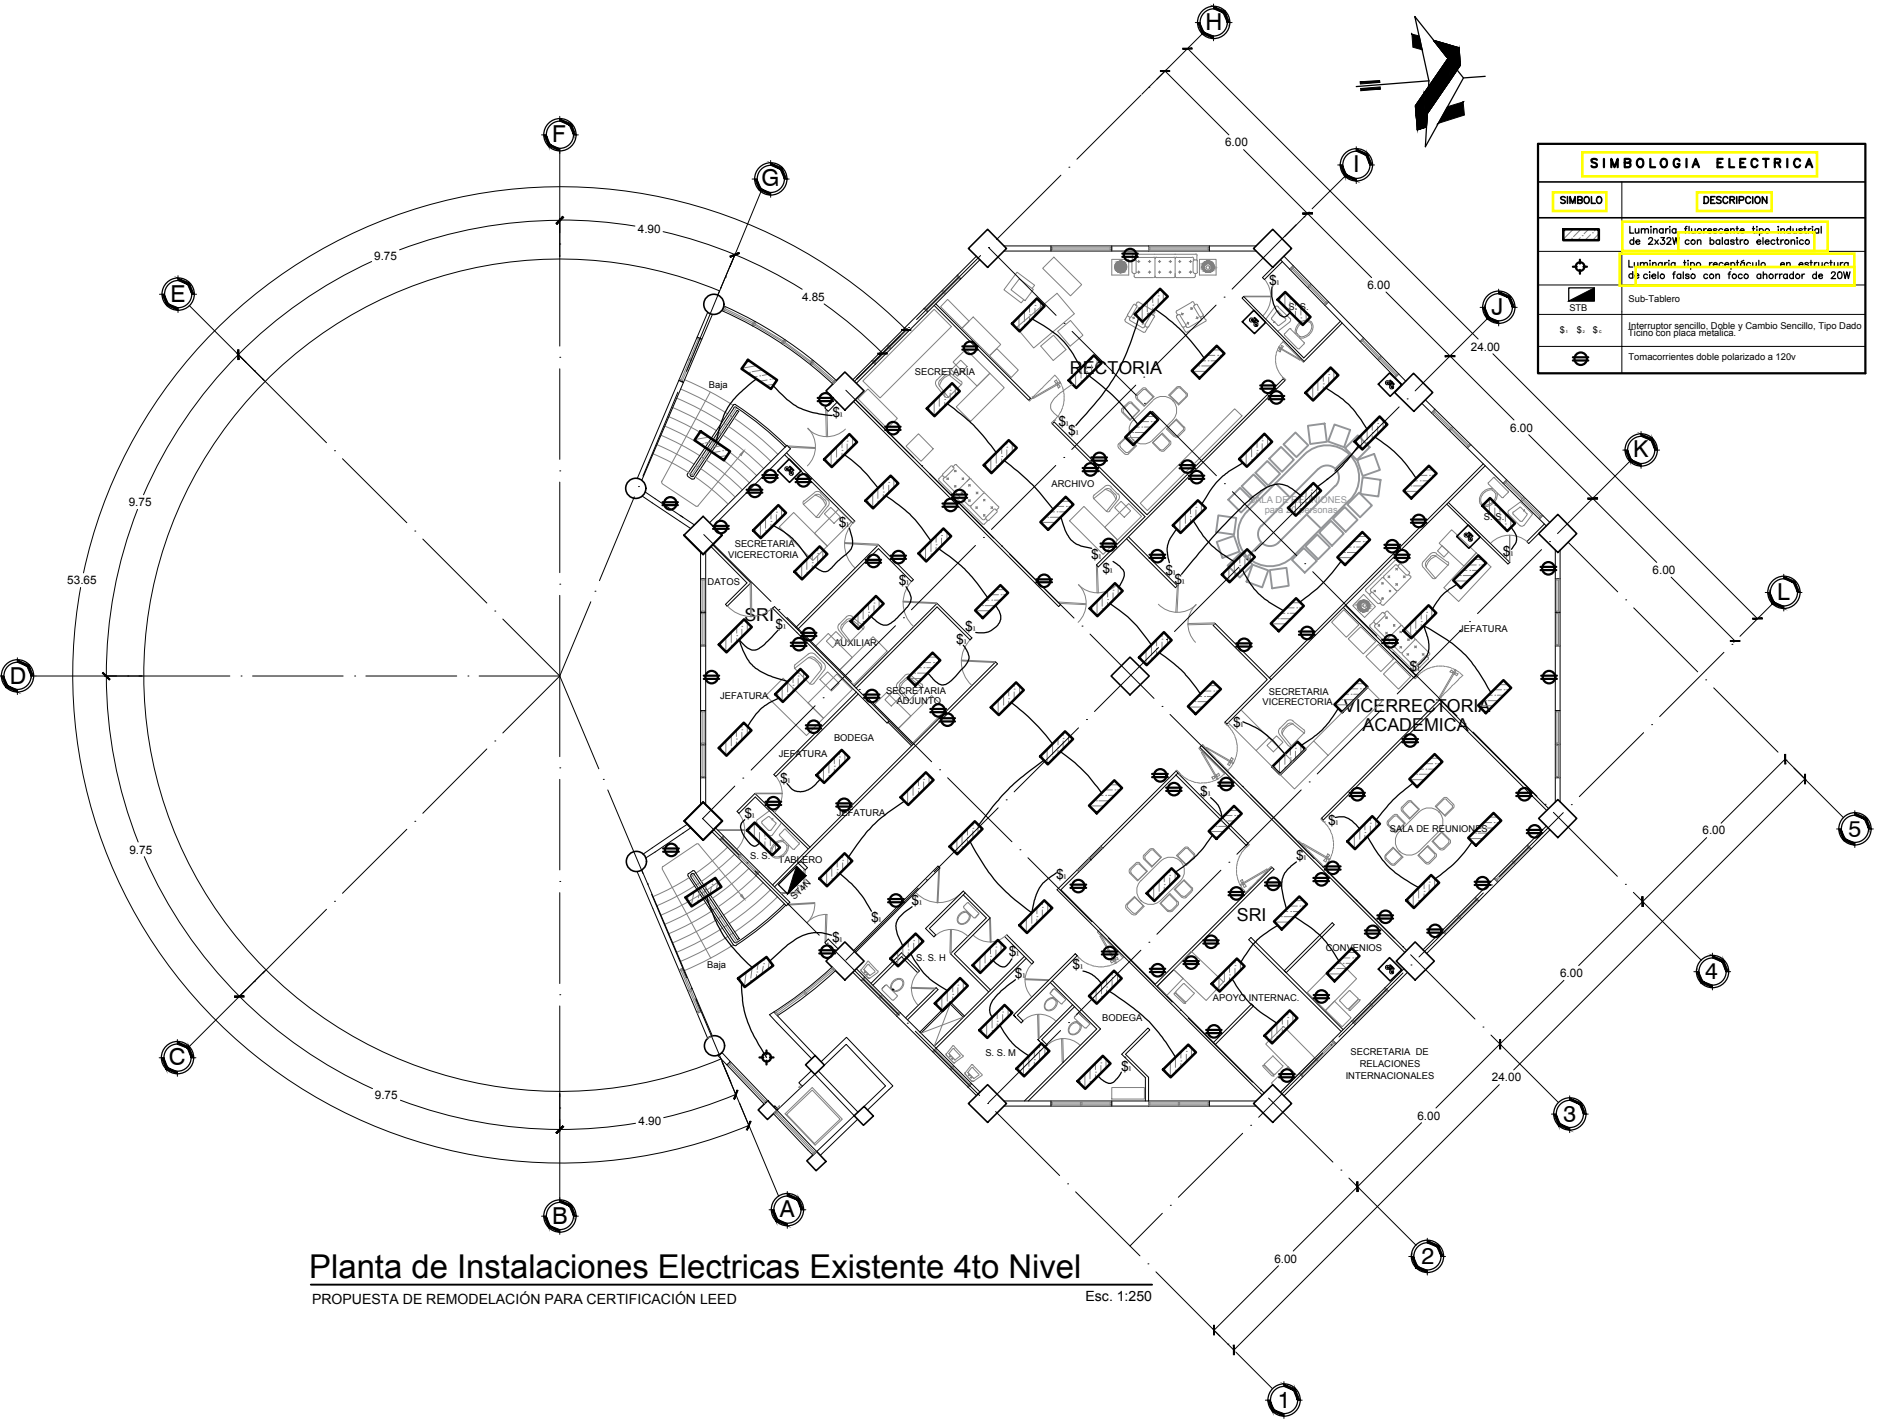 H
I
J
K
L
G
F
E
D
C
B
A
5
4
3
2
1
6.00
6.00
24.00
6.00
6.00
4.90
9.75
4.85
9.75
53.65
9.75
9.75
4.90
6.00
6.00
24.00
6.00
6.00
SIMBOLOGIA ELECTRICA
SIMBOLO
DESCRIPCION
Luminaria fluorescente tipo industrial
de 2x32W con balastro electronico
Luminaria tipo receptáculo en estructura
de cielo falso con foco ahorrador de 20W
STB
Sub-Tablero
Interruptor sencillo, Doble y Cambio Sencillo, Tipo Dado
Ticino con placa metalica.
Tomacorrientes doble polarizado a 120v
RECTORIA
SECRETARIA
S. S.
Baja
ARCHIVO
SALA DE REUNIONES
S. S.
SECRETARIA
VICERECTORIA
DATOS
SRI
AUXILIAR
JEFATURA
JEFATURA
SECRETARIA
ADJUNTO
SECRETARIA
VICERECTORIA
VICERRECTORIA
ACADEMICA
BODEGA
JEFATURA
JEFATURA
SALA DE REUNIONES
S. S.
TABLERO
SRI
Baja
S. S. H
CONVENIOS
APOYO INTERNAC.
BODEGA
S. S. M
SECRETARIA DE
RELACIONES
INTERNACIONALES
Planta de Instalaciones Electricas Existente 4to Nivel
PROPUESTA DE REMODELACIÓN PARA CERTIFICACIÓN LEED
Esc. 1:250